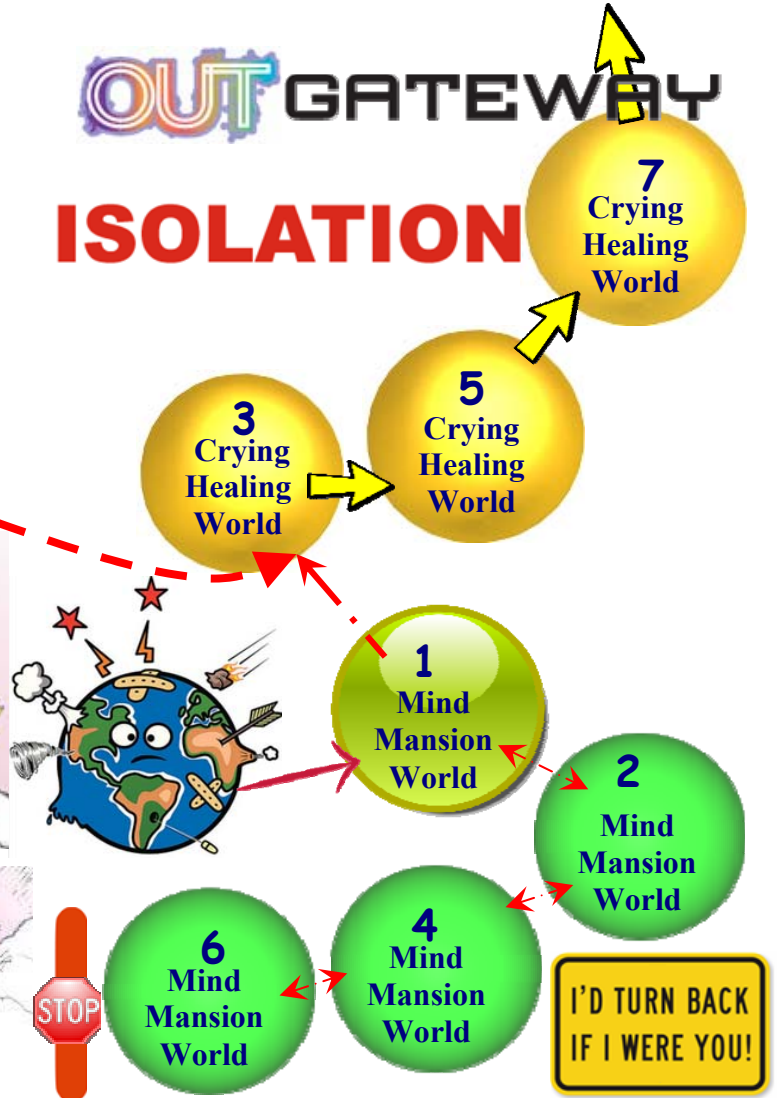 OUT GATEWAY
ISOLATION
7
Crying
Healing
World
5
Crying
Healing
World
3
Crying
Healing
World
1
Mind
Mansion
World
2
Mind
Mansion
World
4
Mind
Mansion
World
6
Mind
Mansion
World
STOP
I'D TURN BACK
IF I WERE YOU!